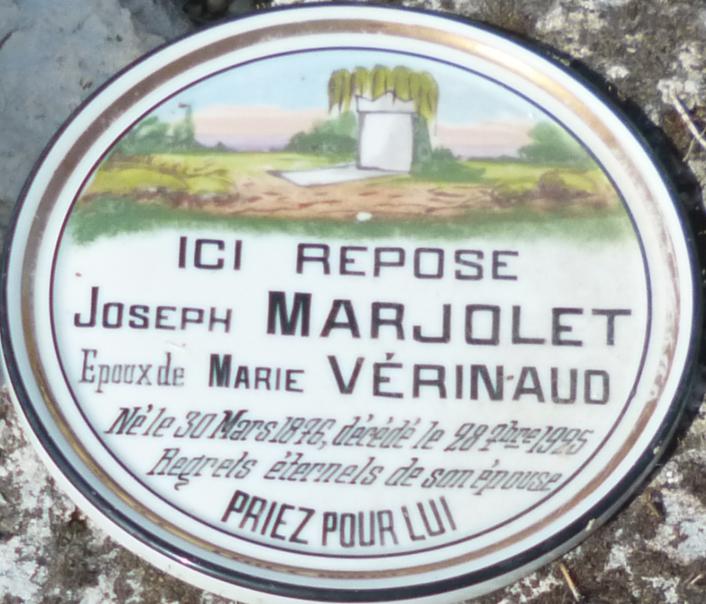 ICI REPOSE
JOSEPH MARJOLET
Epoux de MARIE VÉRINAUD
Né le 30 Mars 1876, décédé le 28 7bre 1925
Regrets éternels de son épouse
PRIEZ POUR LUI